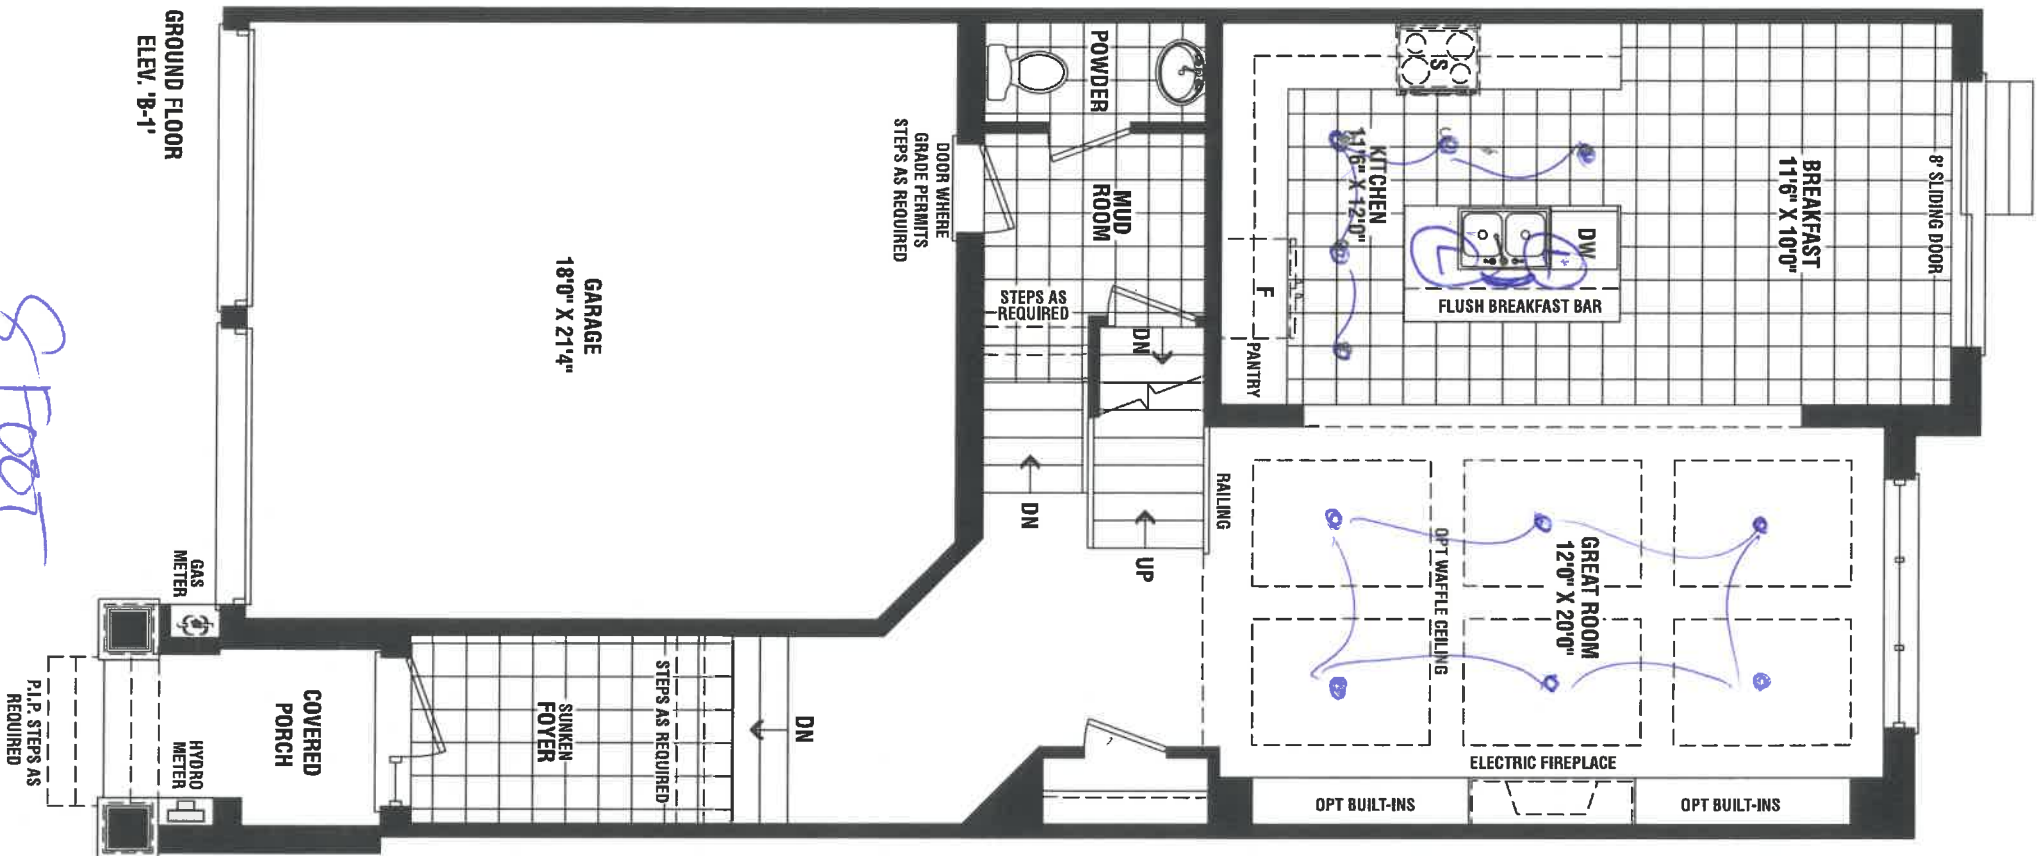 8' SLIDING DOOR
BREAKFAST
11'6" X 10'0"
S
KITCHEN
11'6" X 12'0"
DW
FLUSH BREAKFAST BAR
F
PANTRY
POWDER
MUD
ROOM
STEPS AS
REQUIRED
DN
DOOR WHERE
GRADE PERMITS
STEPS AS REQUIRED
GARAGE
18'0" X 21'4"
GREAT ROOM
12'0" X 20'0"
OPT WAFFLE CEILING
RAILING
ELECTRIC FIREPLACE
OPT BUILT-INS
OPT BUILT-INS
UP
DN
DN
STEPS AS REQUIRED
SUNKEN
FOYER
COVERED
PORCH
GAS
METER
HYDRO
METER
P.I.P. STEPS AS
REQUIRED
GROUND FLOOR
ELEV. 'B-1'
8 FOOT